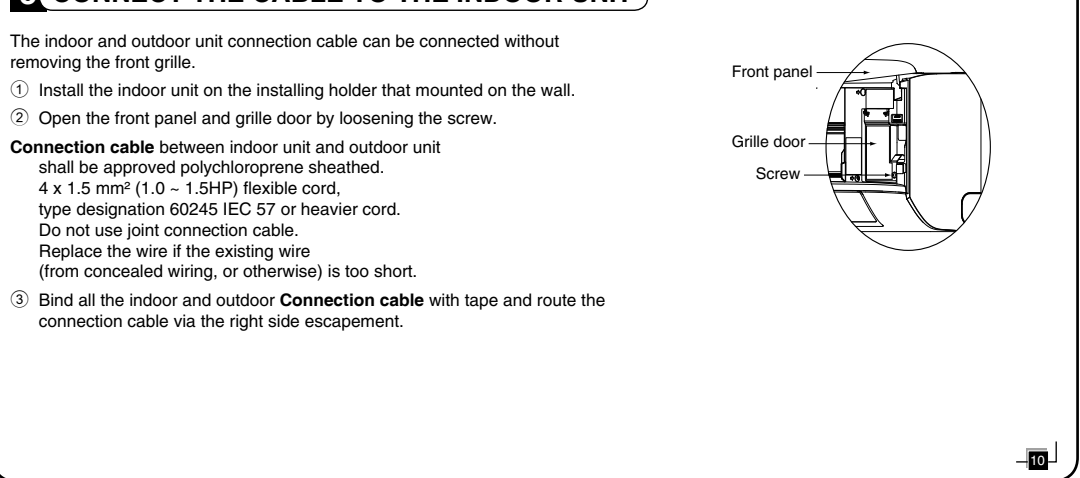 CONNECT THE CABLE TO THE INDOOR UNIT
The indoor and outdoor unit connection cable can be connected without
removing the front grille.
① Install the indoor unit on the installing holder that mounted on the wall.
② Open the front panel and grille door by loosening the screw.
Connection cable between indoor unit and outdoor unit
shall be approved polychloroprene sheathed.
4 x 1.5 mm² (1.0 ~ 1.5HP) flexible cord,
type designation 60245 IEC 57 or heavier cord.
Do not use joint connection cable.
Replace the wire if the existing wire
(from concealed wiring, or otherwise) is too short.
③ Bind all the indoor and outdoor Connection cable with tape and route the
connection cable via the right side escapement.
Front panel
Grille door
Screw
10